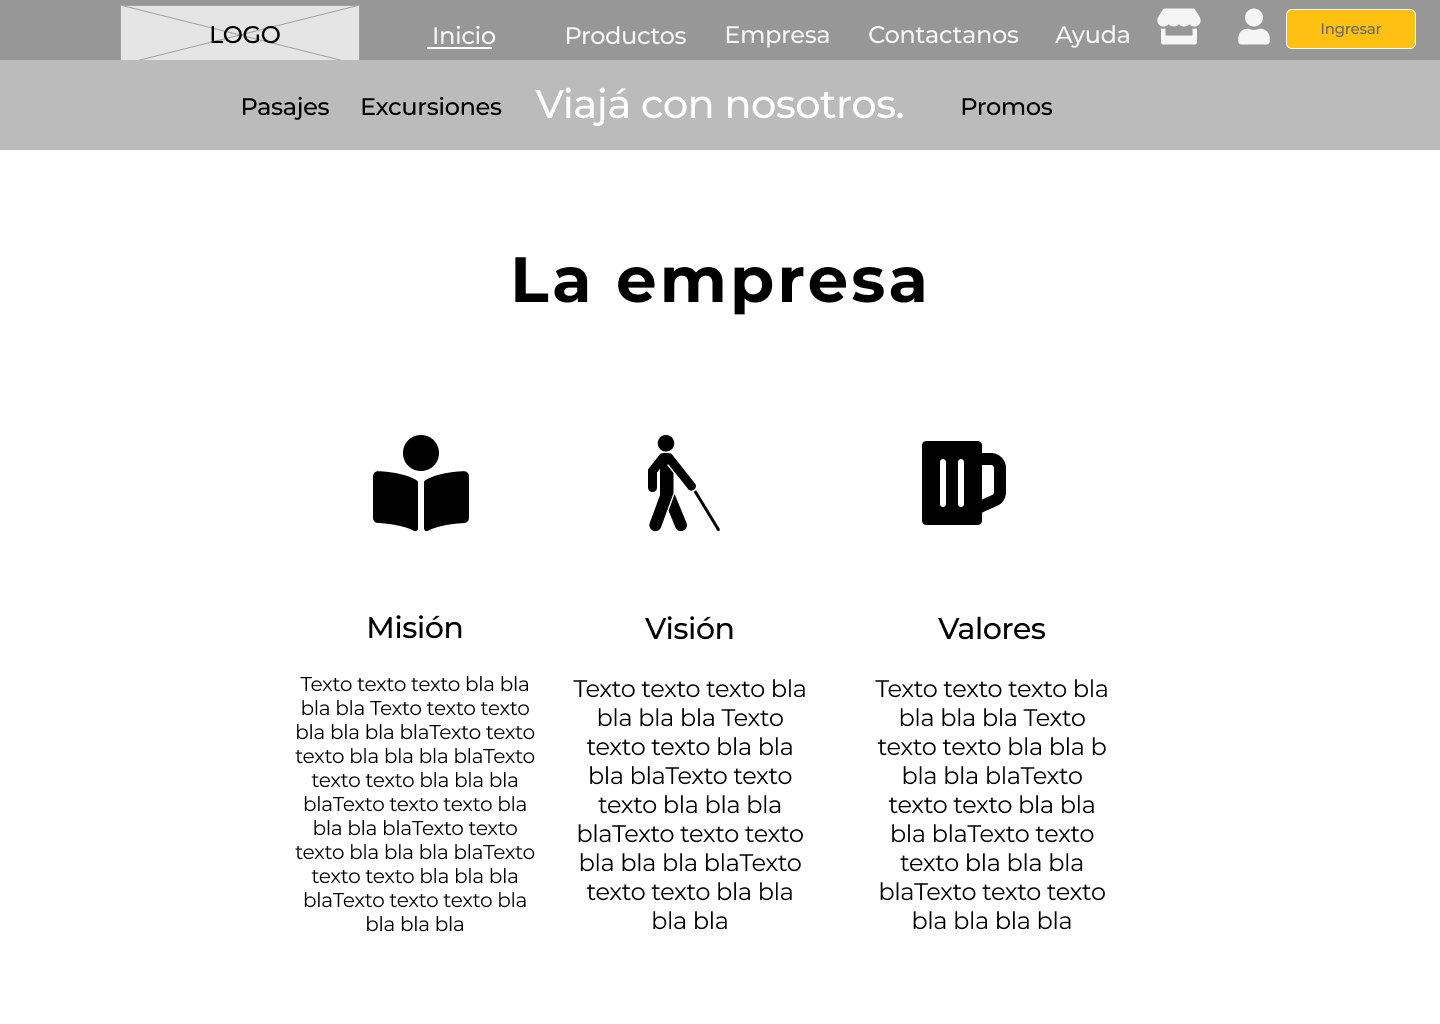 LOGO Inicio Productos Empresa Contactanos Ayuda Ingresar
Pasajes Excursiones Viajá con nosotros. Promos
La empresa
Misión
Texto texto texto bla bla
bla bla Texto texto texto
bla bla bla blaTexto texto
texto bla bla bla blaTexto
texto texto bla bla bla
blaTexto texto texto bla
bla bla blaTexto texto
texto bla bla bla blaTexto
texto texto bla bla bla
blaTexto texto texto bla
bla bla bla
Visión
Texto texto texto bla
bla bla bla Texto
texto texto bla bla
bla blaTexto texto
texto bla bla bla
blaTexto texto texto
bla bla bla blaTexto
texto texto bla bla
bla bla
Valores
Texto texto texto bla
bla bla bla Texto
texto texto bla bla b
bla bla blaTexto
texto texto bla bla
bla blaTexto texto
texto bla bla bla
blaTexto texto texto
bla bla bla bla